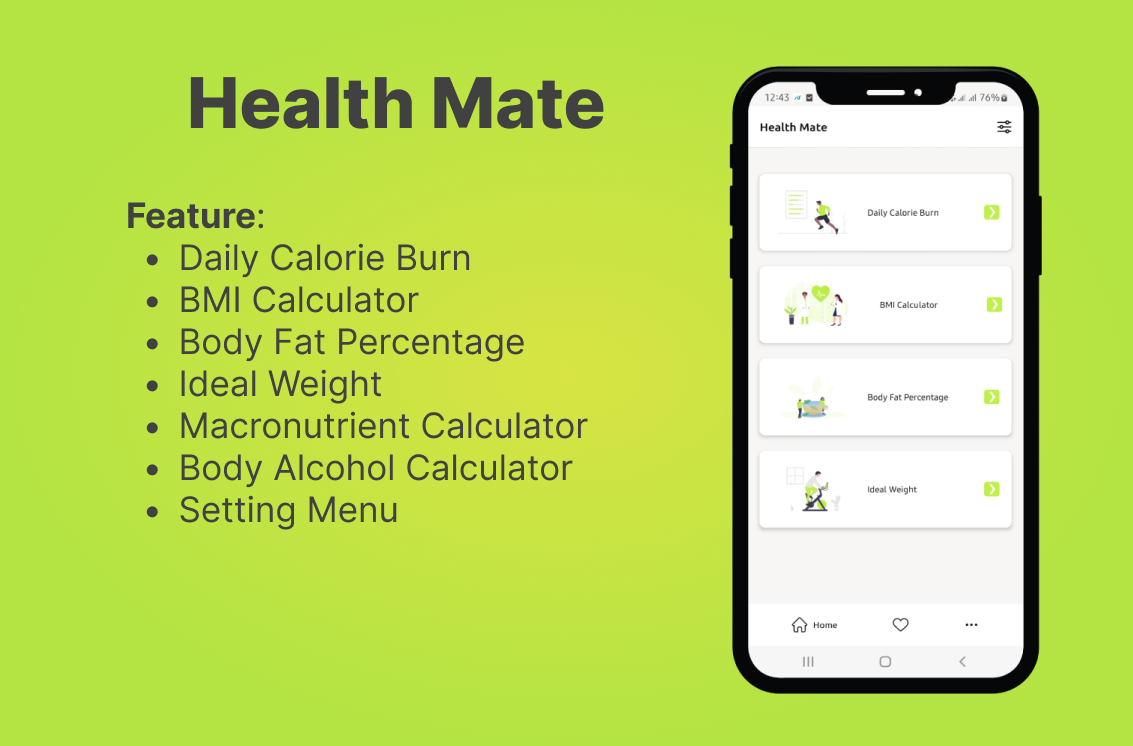 Health Mate
Feature:
• Daily Calorie Burn
• BMI Calculator
• Body Fat Percentage
• Ideal Weight
• Macronutrient Calculator
• Body Alcohol Calculator
• Setting Menu
12:43 76%
Health Mate
Daily Calorie Burn
BMI Calculator
Body Fat Percentage
Ideal Weight
Home